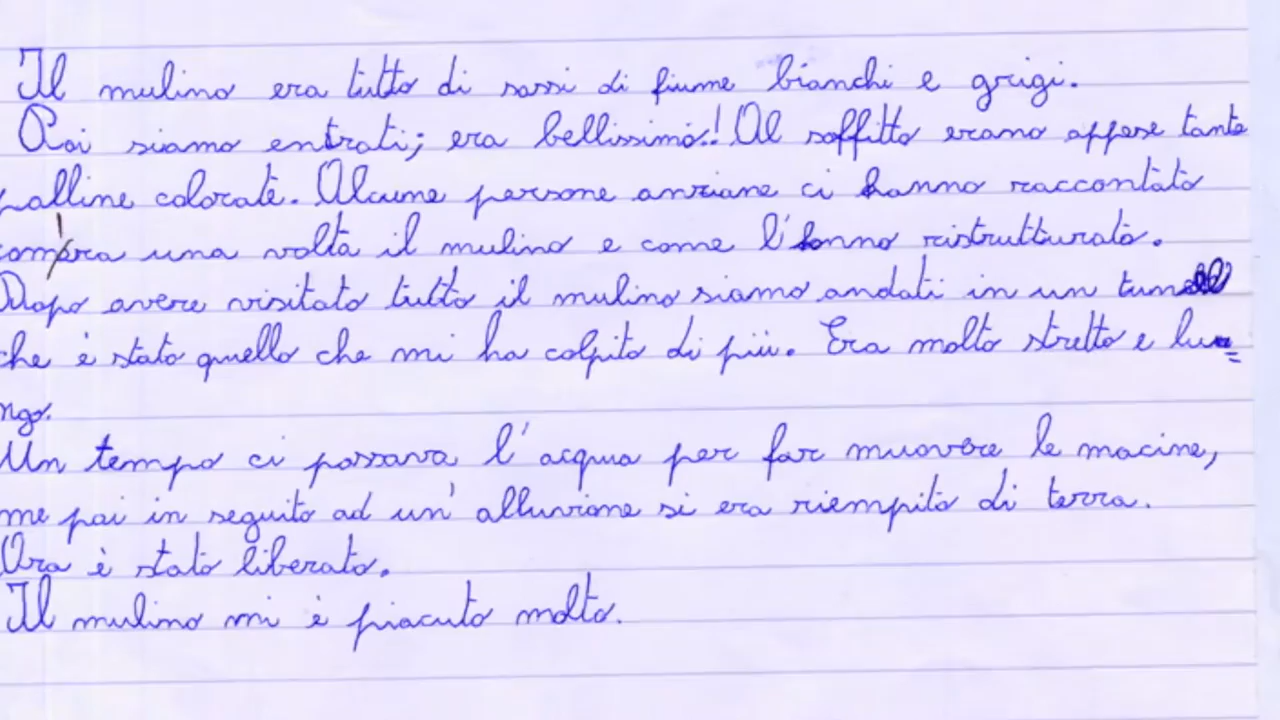 Il mulino era tutto di sassi di fiume bianchi e grigi.
Poi siamo entrati; era bellissimo! Al soffitto erano appese tante
palline colorate. Alcune persone anziane ci hanno raccontato
com'era una volta il mulino e come l'hanno ristrutturato.
Dopo avere visitato tutto il mulino siamo andati in un tunnel
che è stato quello che mi ha colpito di più. Era molto stretto e lu=
ngo.
Un tempo ci passava l'acqua per far muovere le macine,
me poi in seguito ad un'alluvione si era riempito di terra.
Ora è stato liberato.
Il mulino mi è piaciuto molto.